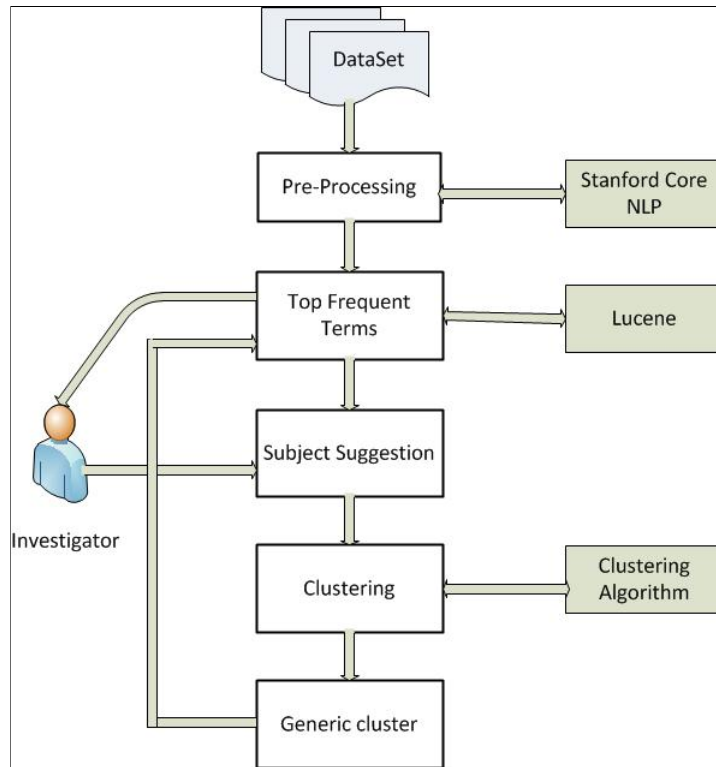 DataSet
Pre-Processing
Stanford Core
NLP
Top Frequent
Terms
Lucene
Subject Suggestion
Investigator
Clustering
Clustering
Algorithm
Generic cluster